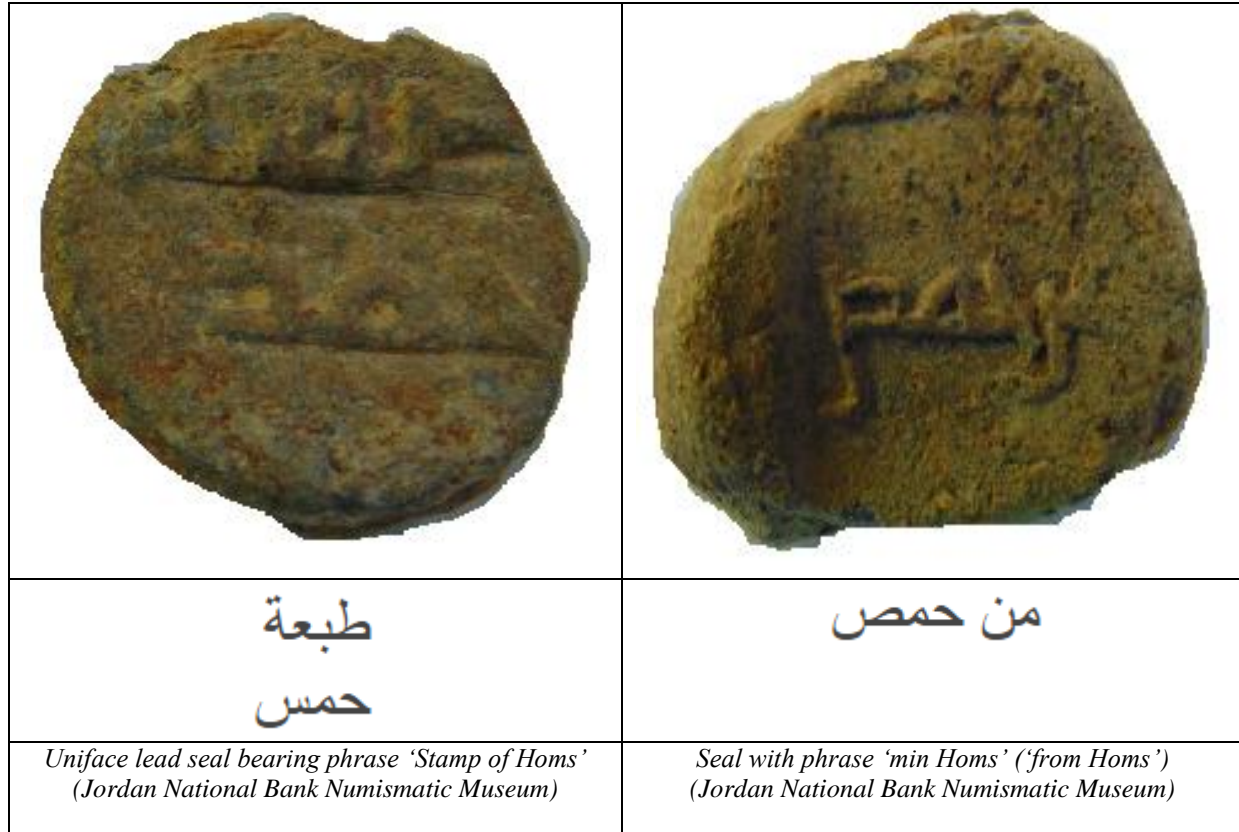 طبعة
حمس
Uniface lead seal bearing phrase ‘Stamp of Homs’
(Jordan National Bank Numismatic Museum)
من حمص
Seal with phrase ‘min Homs’ (‘from Homs’)
(Jordan National Bank Numismatic Museum)